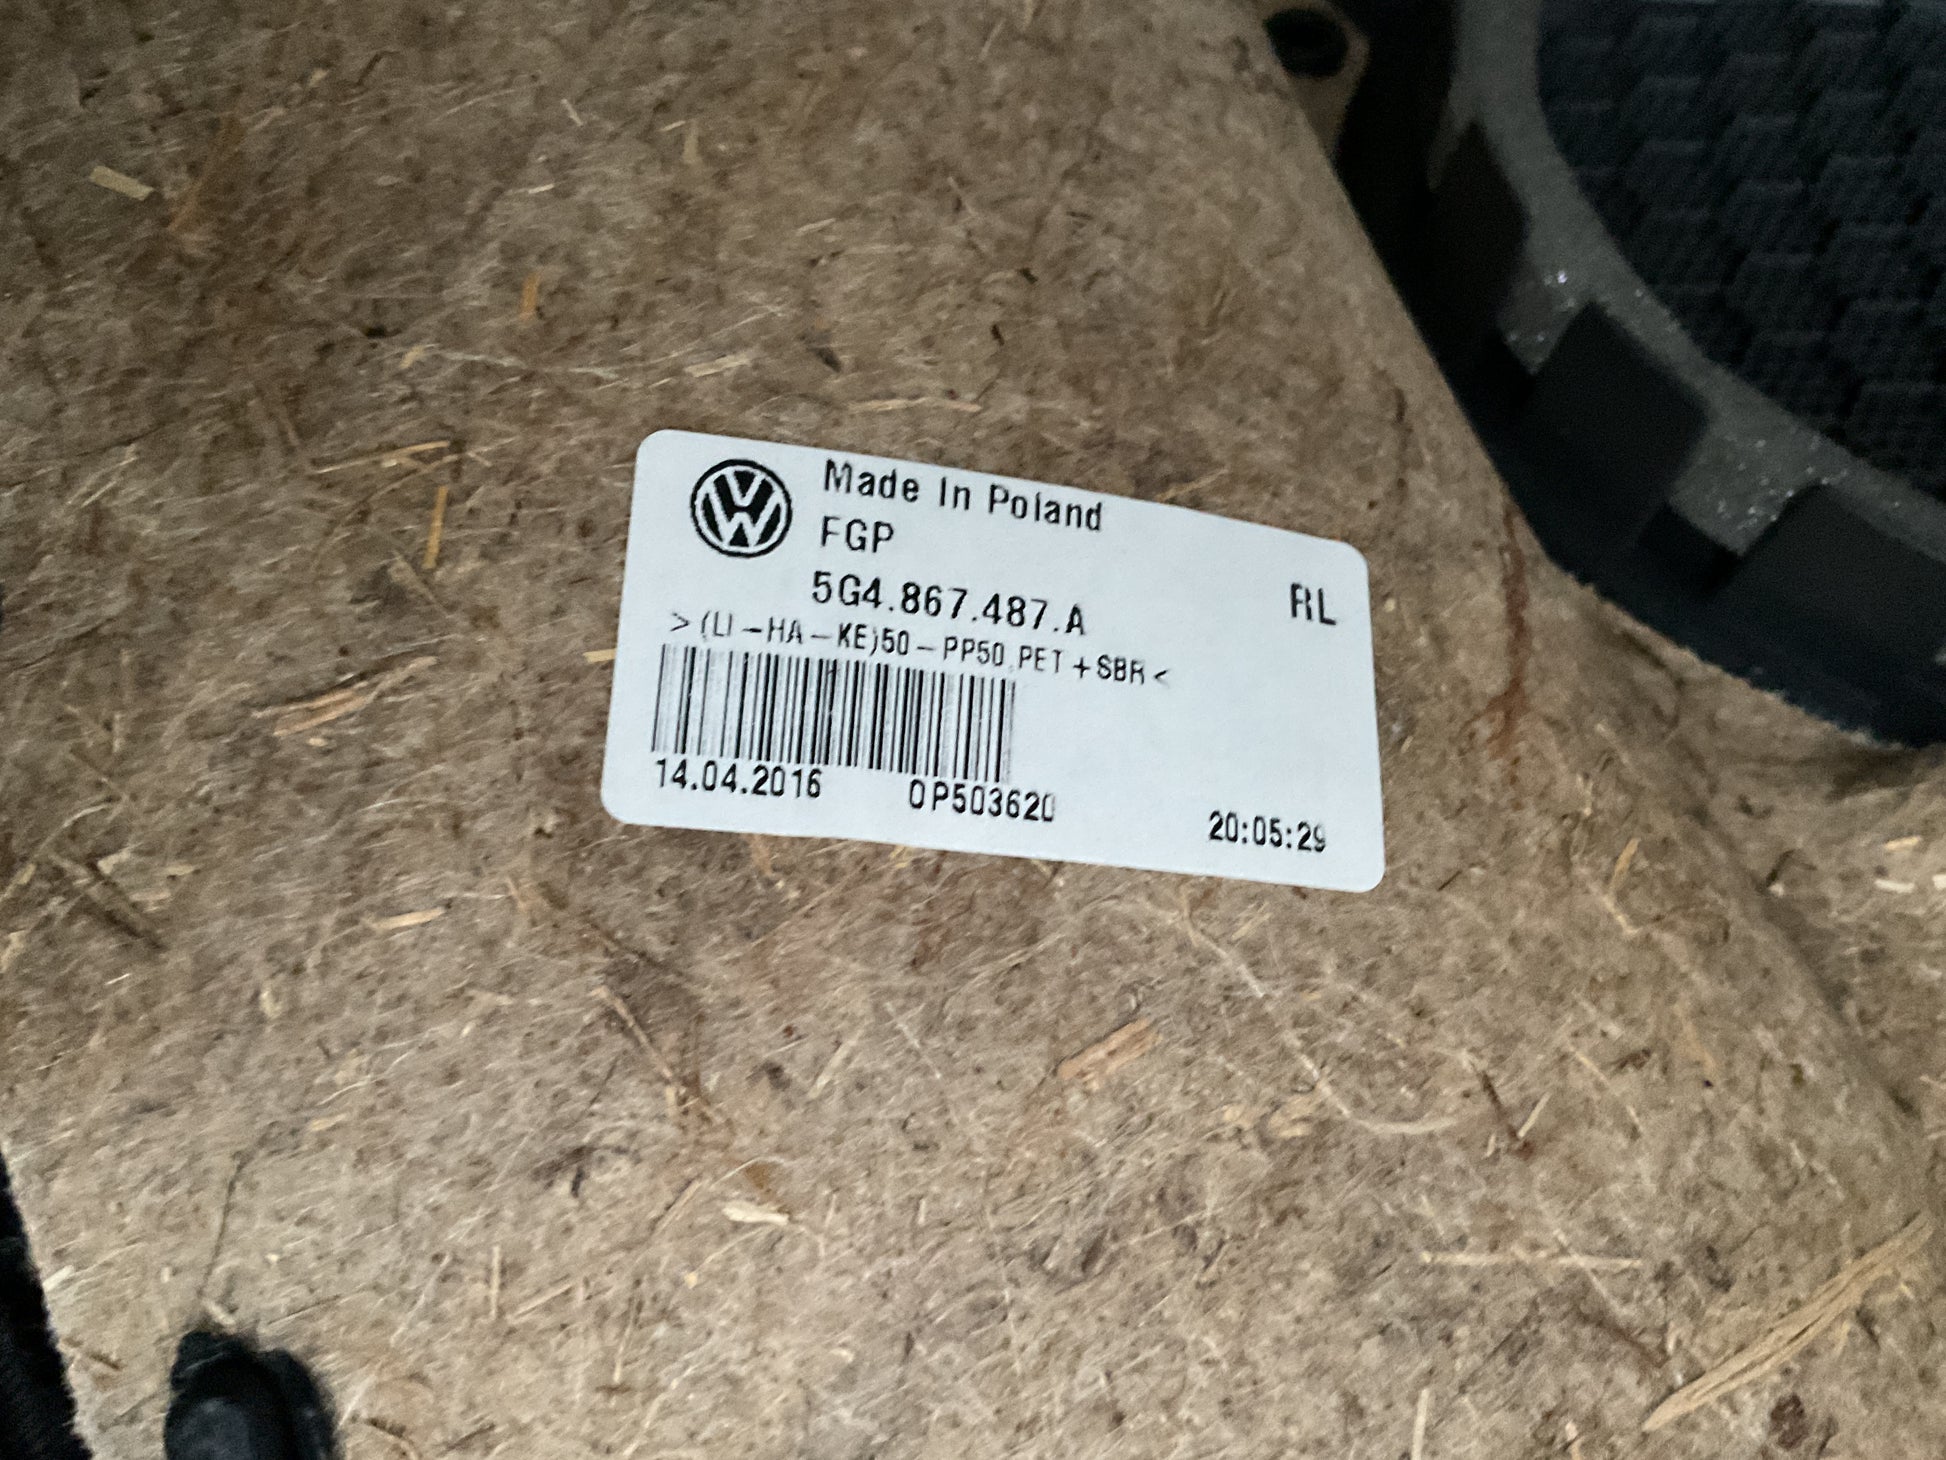 Made In Poland
FGP
5G4.867.487.A
RL
>(LI-HA-KE)50-PP50.PET+SBR<
14.04.2016 0P503620 20:05:29